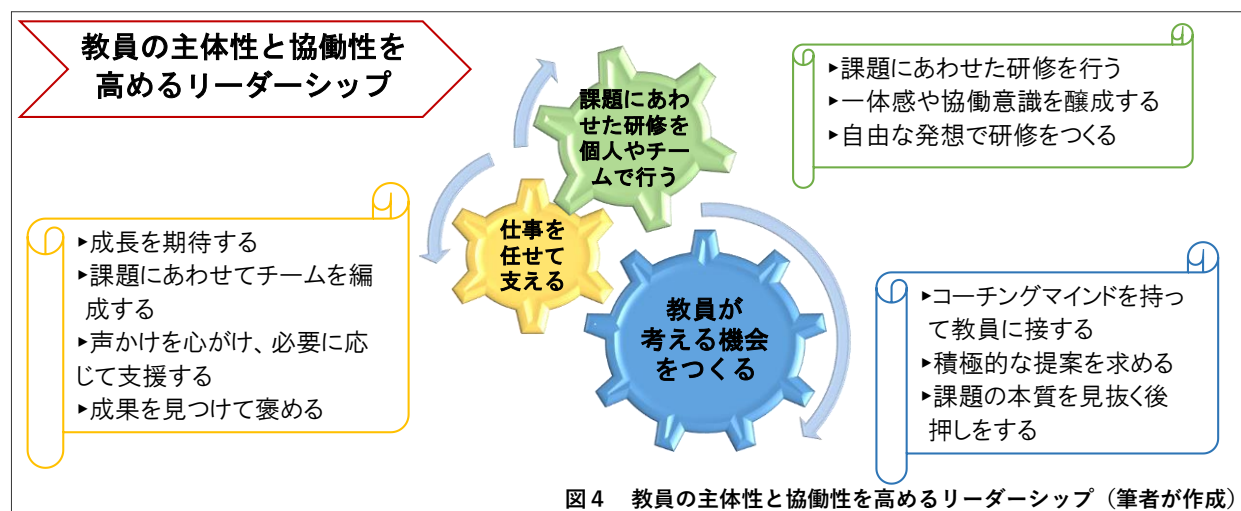 教員の主体性と協働性を
高めるリーダーシップ
課題にあわ
せた研修を
個人やチー
ムで行う
▸課題にあわせた研修を行う
▸一体感や協働意識を醸成する
▸自由な発想で研修をつくる
仕事を
任せて
支える
▸成長を期待する
▸課題にあわせてチームを編
成する
▸声かけを心がけ、必要に応
じて支援する
▸成果を見つけて褒める
教員が
考える機会
をつくる
▸コーチングマインドを持っ
て教員に接する
▸積極的な提案を求める
▸課題の本質を見抜く後
押しをする
図４　教員の主体性と協働性を高めるリーダーシップ（筆者が作成）